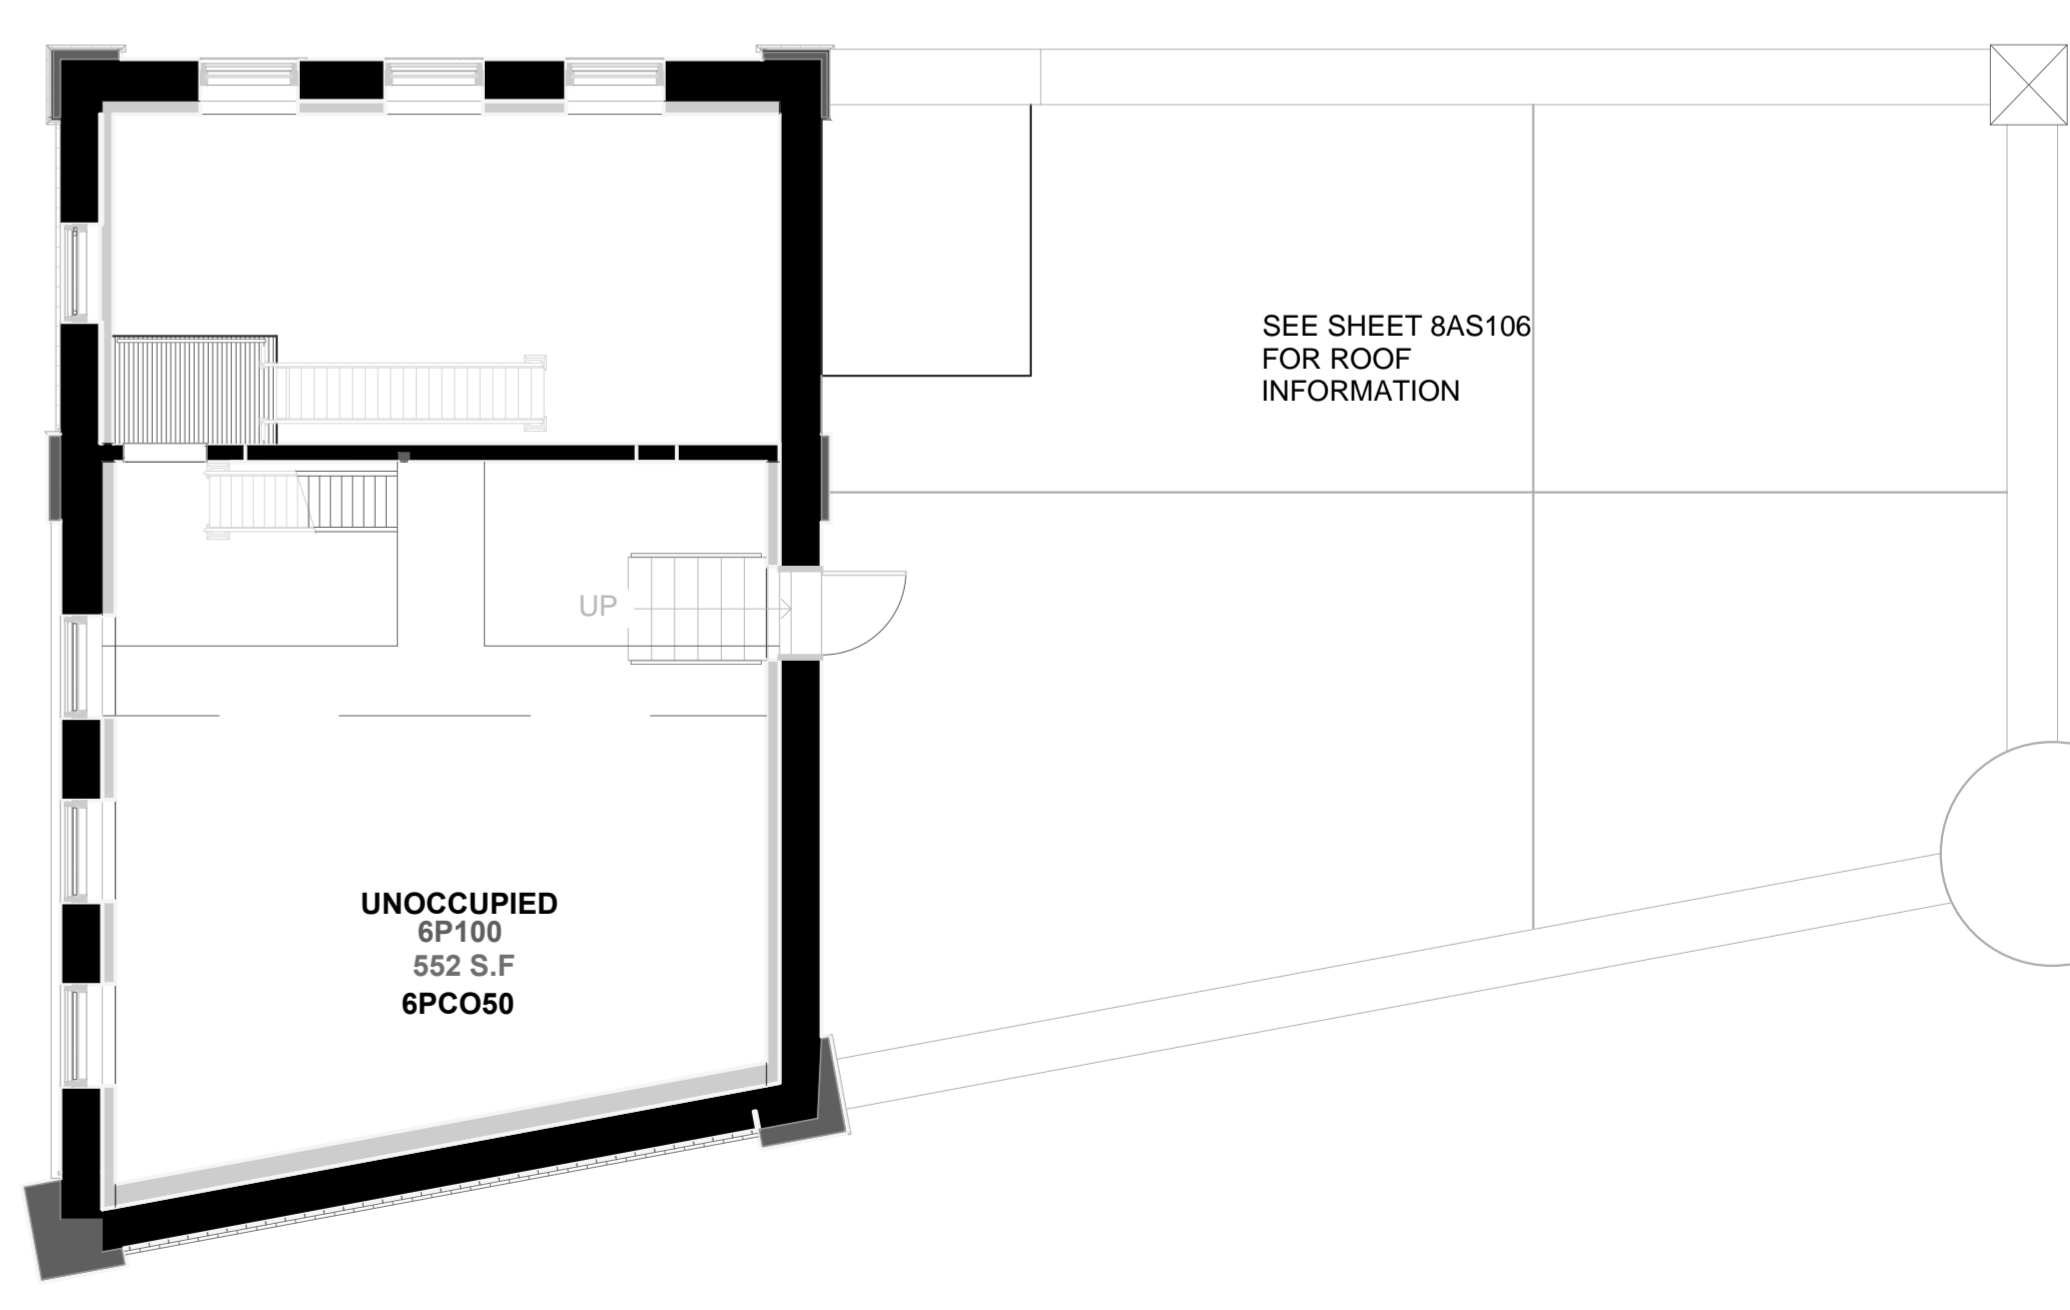 SEE SHEET 8AS106
FOR ROOF
INFORMATION
UP
UNOCCUPIED
6P100
552 S.F
6PCO50